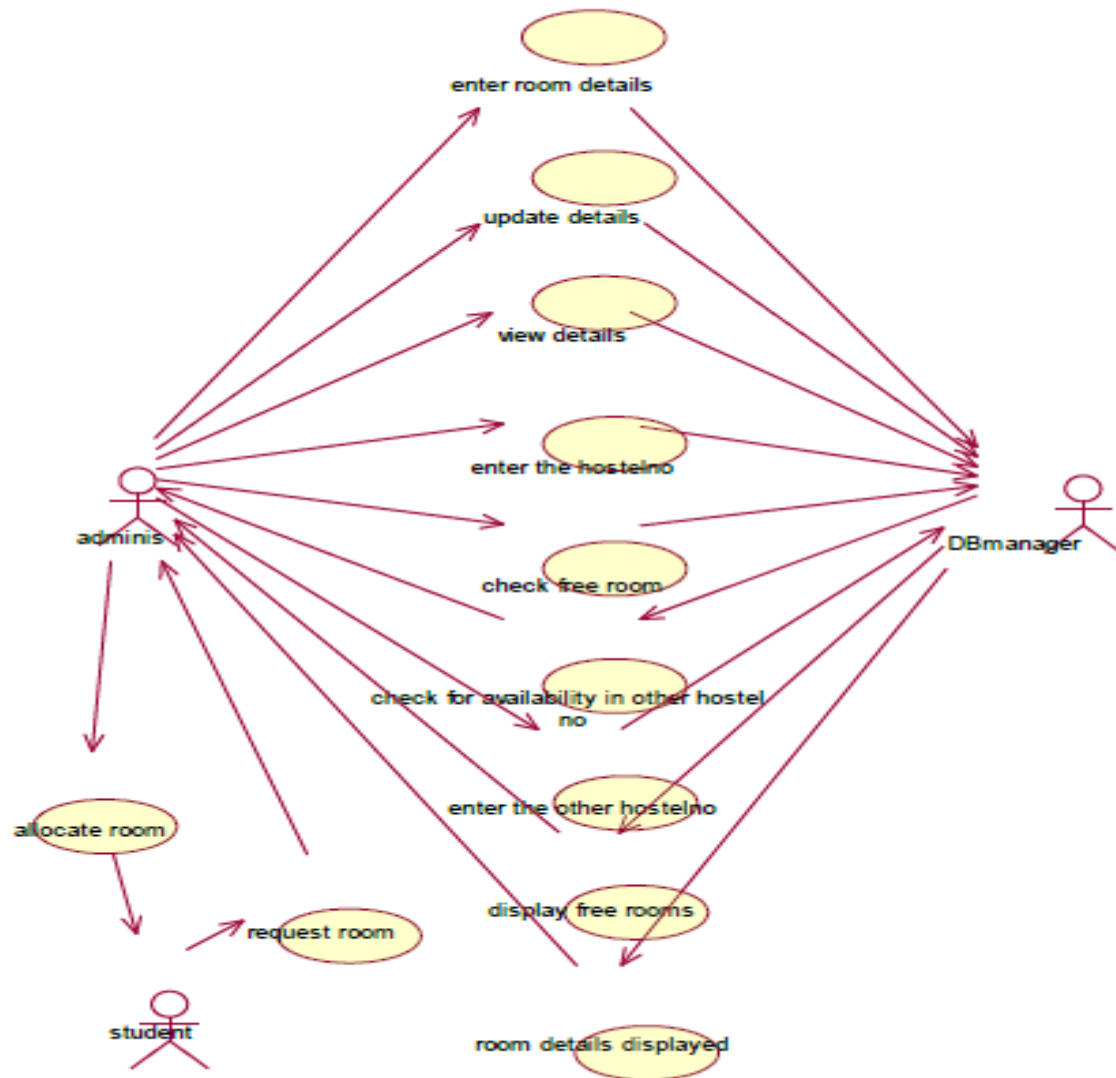 enter room details
update details
view details
enter the hostelno
adminis
DBmanager
check free room
check for availability in other hostel
no
enter the other hostelno
allocate room
display free rooms
request room
student
room details displayed